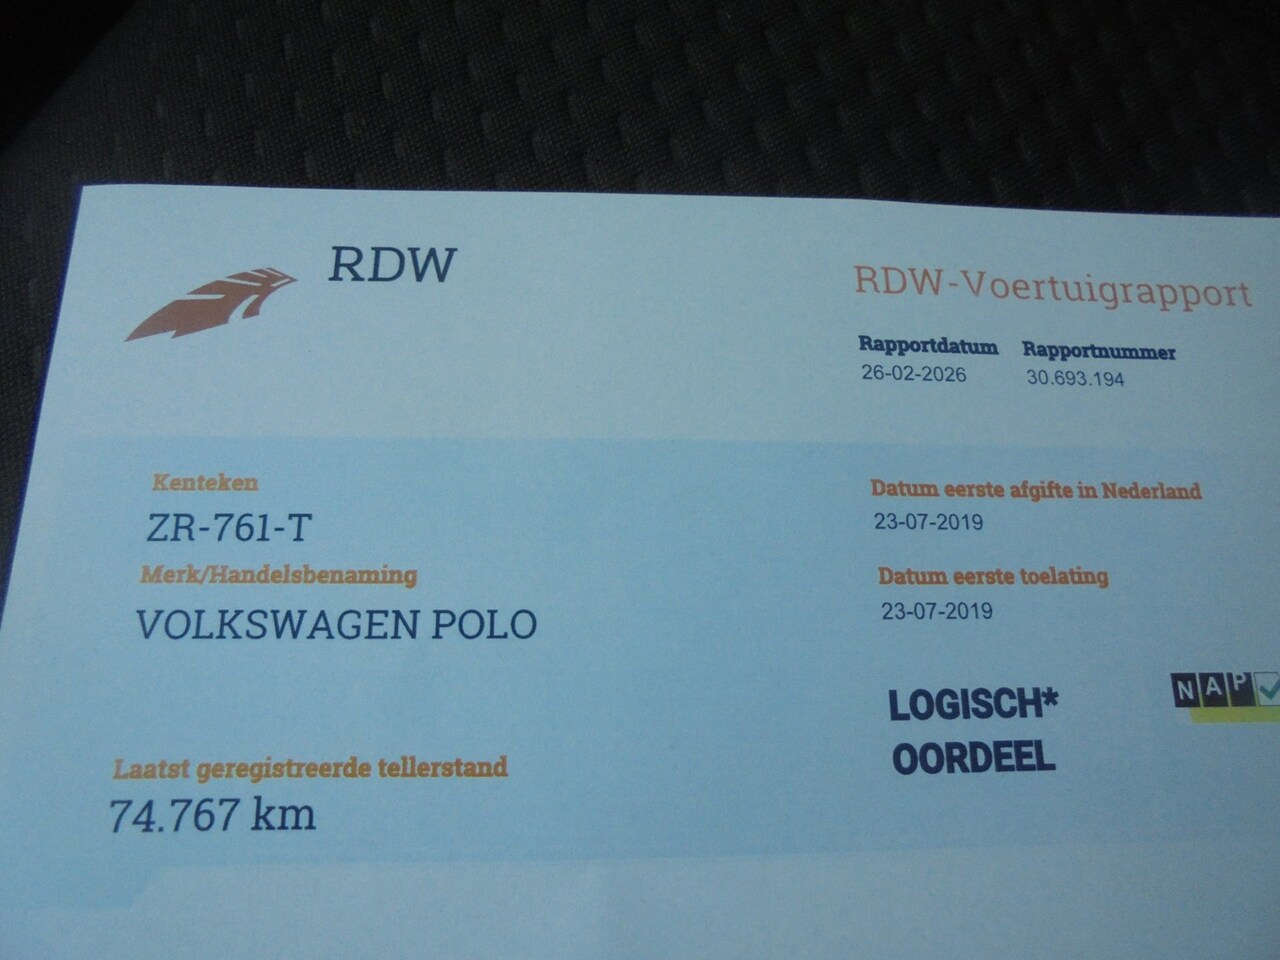 RDW
RDW-Voertuigrapport
Rapportdatum Rapportnummer
26-02-2026 30.693.194
Kenteken
ZR-761-T
Merk/Handelsbenaming
VOLKSWAGEN POLO
Laatst geregistreerde tellerstand
74.767 km
Datum eerste afgifte in Nederland
23-07-2019
Datum eerste toelating
23-07-2019
LOGISCH*
OORDEEL
NAP